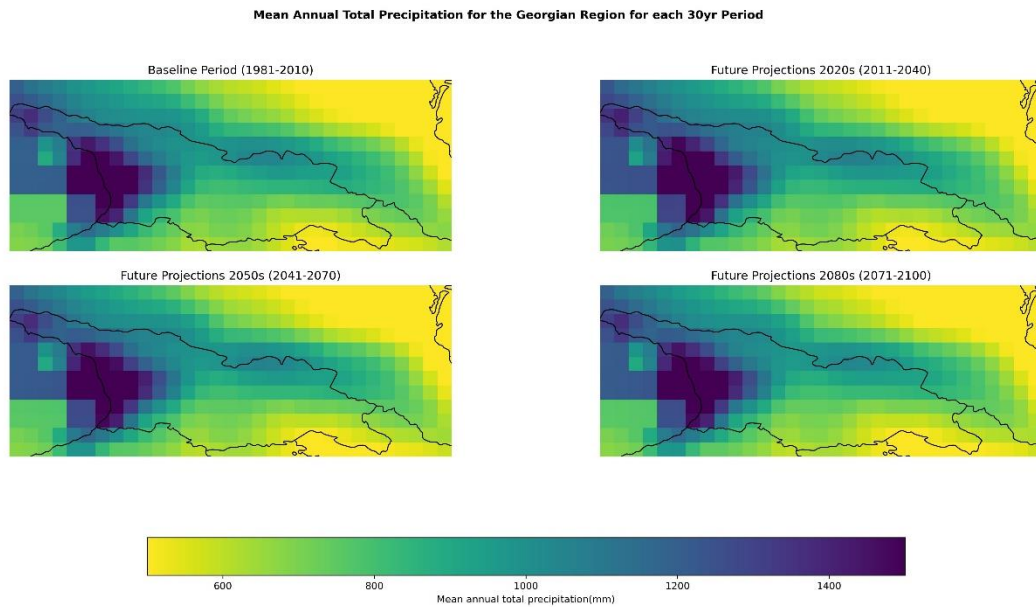 Mean Annual Total Precipitation for the Georgian Region for each 30yr Period
Baseline Period (1981-2010)
Future Projections 2020s (2011-2040)
Future Projections 2050s (2041-2070)
Future Projections 2080s (2071-2100)
600 800 1000 1200 1400
Mean annual total precipitation(mm)